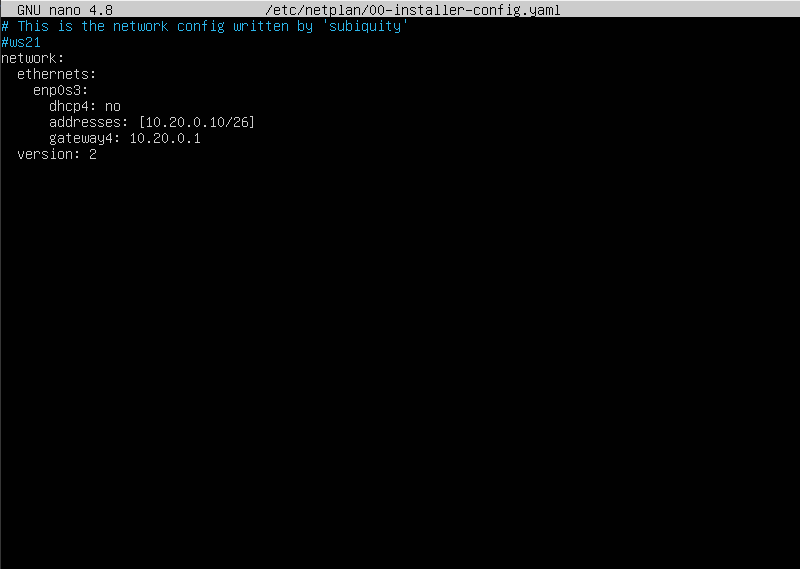 GNU nano 4.8 /etc/netplan/00-installer-config.yaml
# This is the network config written by 'subiquity'
#ws21
network:
  ethernets:
    enp0s3:
      dhcp4: no
      addresses: [10.20.0.10/26]
      gateway4: 10.20.0.1
  version: 2